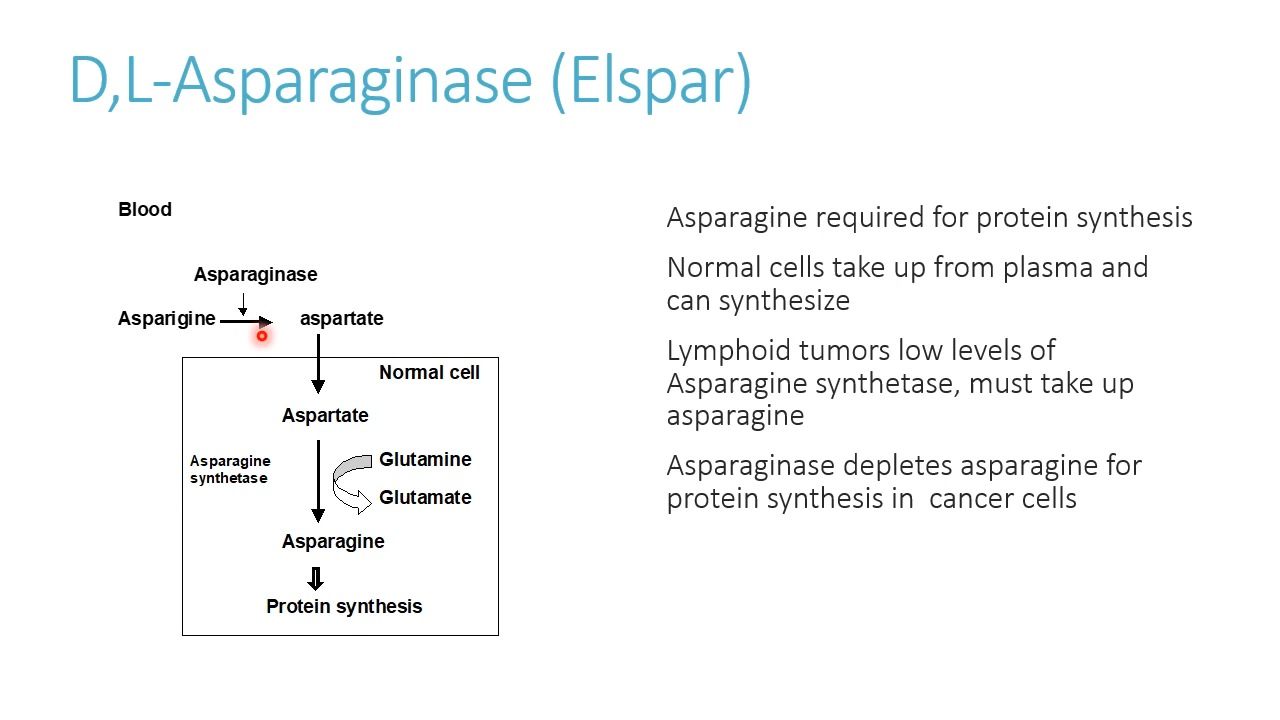 D,L-Asparaginase (Elspar)
Blood
Asparaginase
Asparigine
aspartate
Normal cell
Aspartate
Asparagine
synthetase
Glutamine
Glutamate
Asparagine
Protein synthesis
Asparagine required for protein synthesis
Normal cells take up from plasma and
can synthesize
Lymphoid tumors low levels of
Asparagine synthetase, must take up
asparagine
Asparaginase depletes asparagine for
protein synthesis in  cancer cells